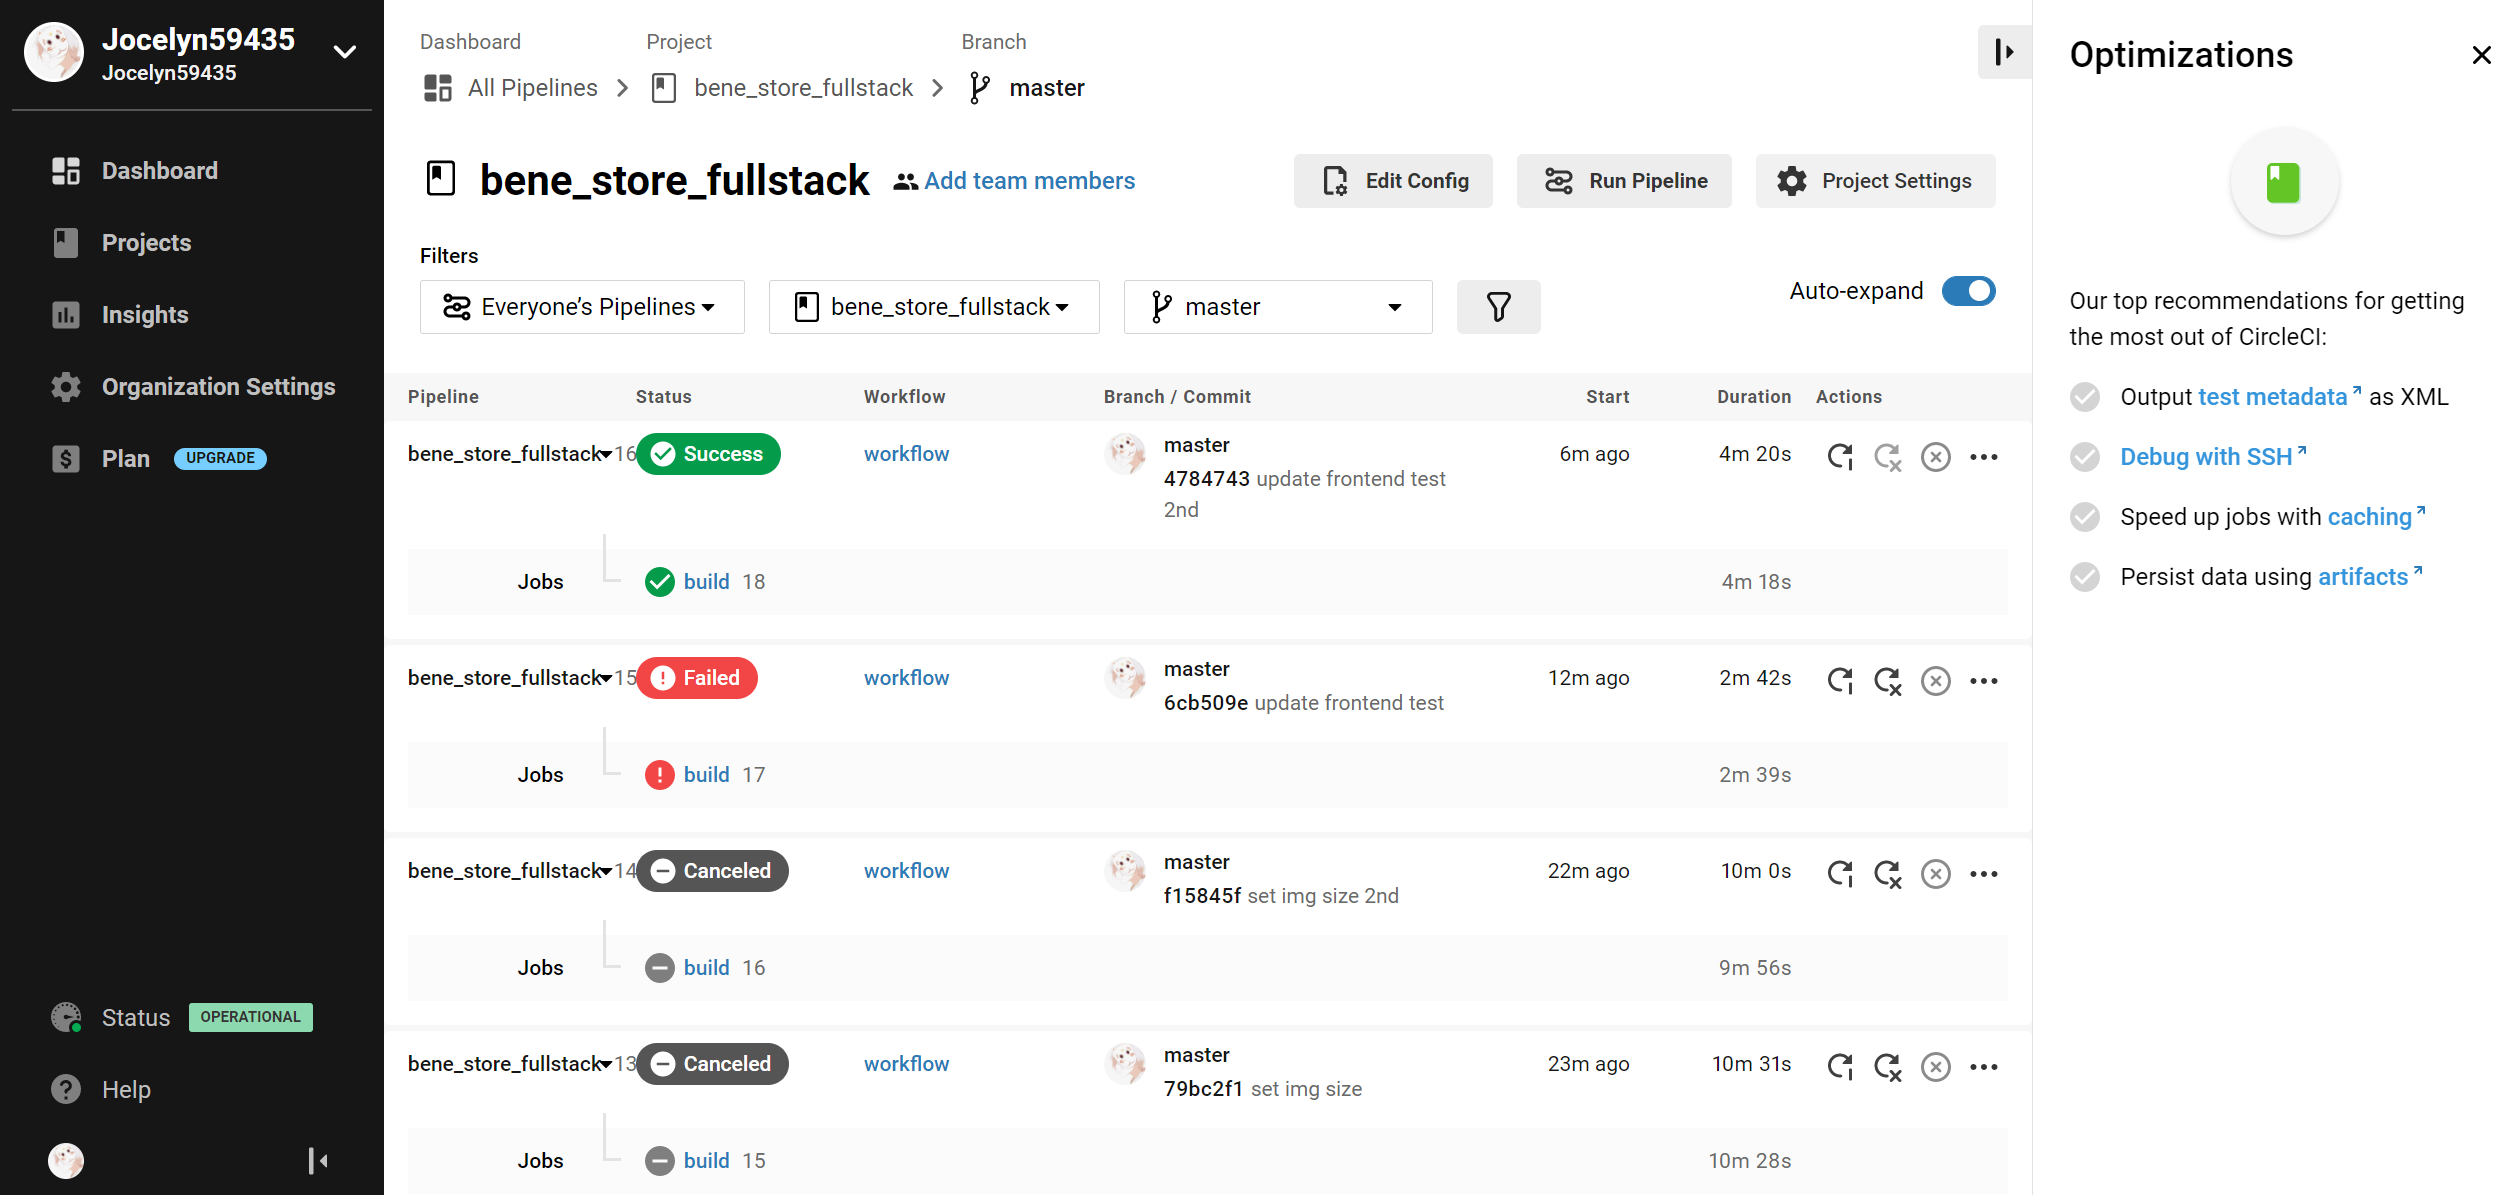 Jocelyn59435
Jocelyn59435
Dashboard
Projects
Insights
Organization Settings
Plan UPGRADE
Status OPERATIONAL
Help
Dashboard Project Branch
All Pipelines bene_store_fullstack master
bene_store_fullstack Add team members Edit Config Run Pipeline Project Settings
Filters
Everyone’s Pipelines bene_store_fullstack master Auto-expand
Pipeline Status Workflow Branch / Commit Start Duration Actions
bene_store_fullstack 16 Success workflow master 6m ago 4m 20s
4784743 update frontend test
2nd
Jobs build 18 4m 18s
bene_store_fullstack 15 Failed workflow master 12m ago 2m 42s
6cb509e update frontend test
Jobs build 17 2m 39s
bene_store_fullstack 14 Canceled workflow master 22m ago 10m 0s
f15845f set img size 2nd
Jobs build 16 9m 56s
bene_store_fullstack 13 Canceled workflow master 23m ago 10m 31s
79bc2f1 set img size
Jobs build 15 10m 28s
Optimizations
Our top recommendations for getting
the most out of CircleCI:
Output test metadata as XML
Debug with SSH
Speed up jobs with caching
Persist data using artifacts